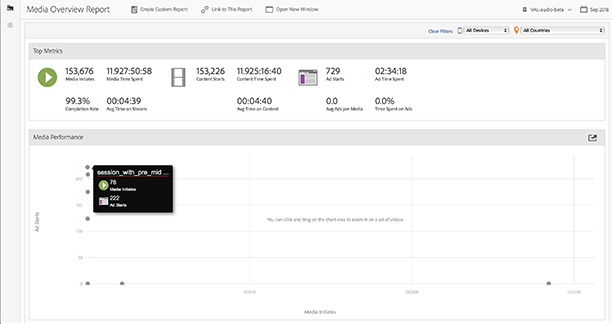 Media Overview Report
Create Custom Report
Link to This Report
Open New Window
VAL-audio-beta
Sep 2018
Clear Filters
All Devices
All Countries
Top Metrics
153,676
Media Initiates
11.927:50:58
Media Time Spent
153,226
Content Starts
11.925:16:40
Content Time Spent
729
Ad Starts
02:34:18
Ad Time Spent
99.3%
Completion Rate
00:04:39
Avg Time on Stream
00:04:40
Avg Time on Content
0.0
Avg Ads per Media
0.0%
Time Spent on Ads
Media Performance
session_with_pre_mid ...
78
Media Initiates
222
Ad Starts
You can click and drag on the chart area to zoom in on a set of videos.
Ad Starts
200
150
100
50
0
Media Initiates